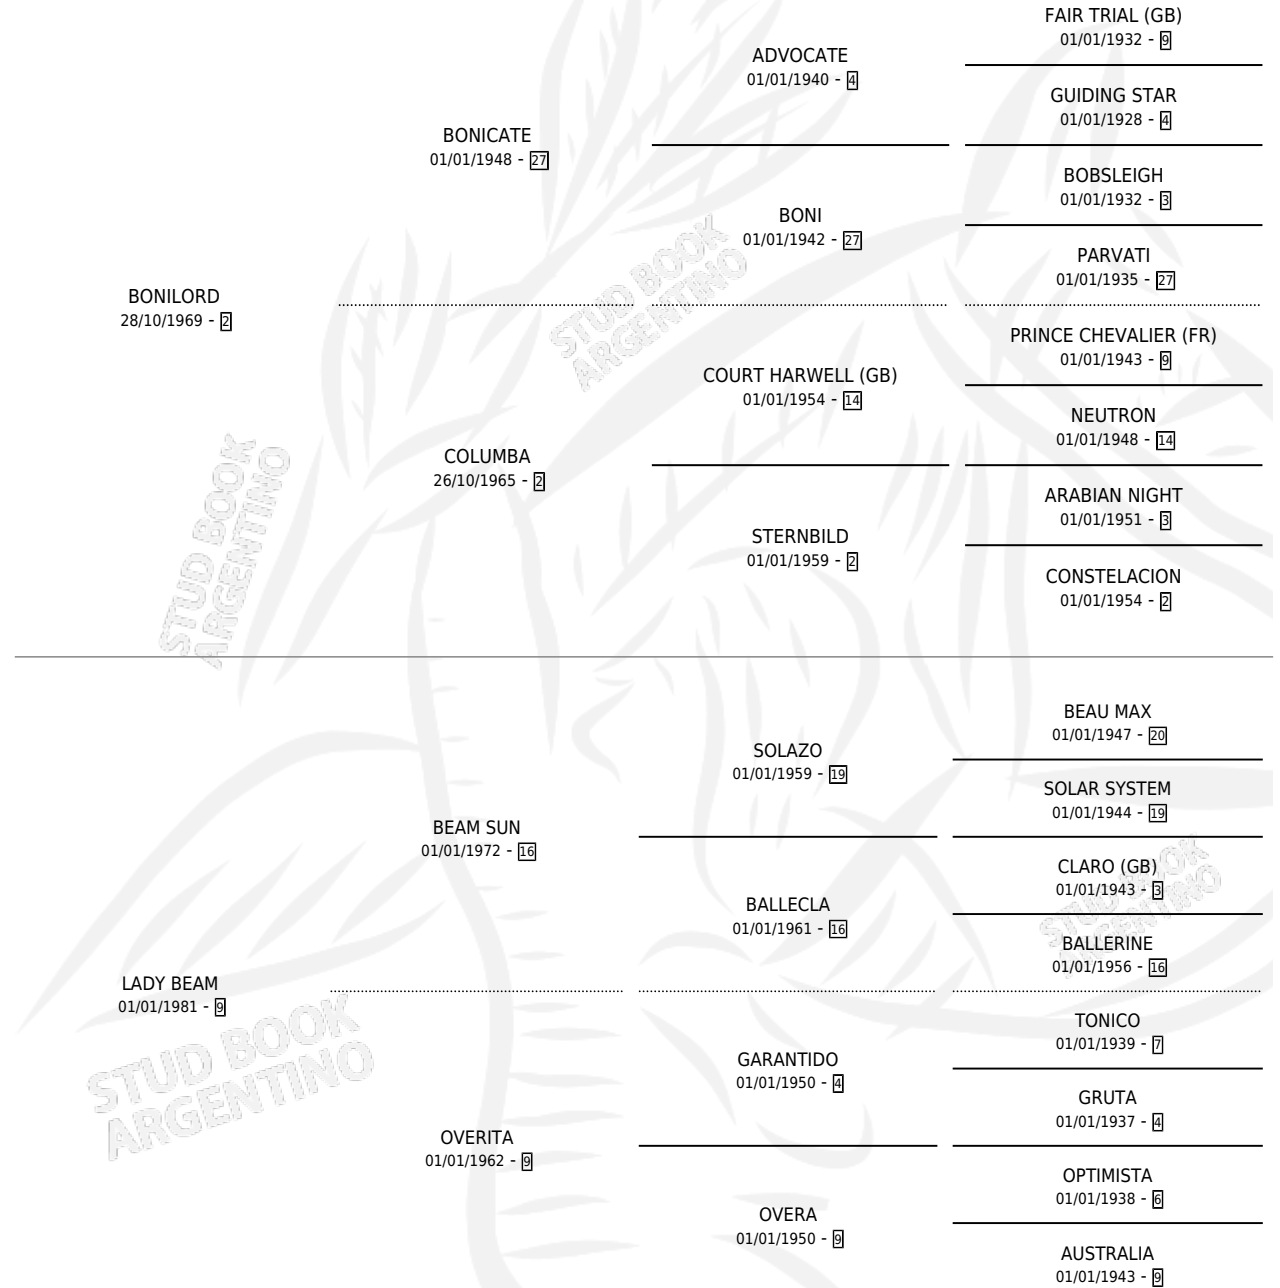 FAIR TRIAL (GB)
01/01/1932 - 9
ADVOCATE
01/01/1940 - 4
GUIDING STAR
01/01/1928 - 4
BONICATE
01/01/1948 - 27
BOBSLEIGH
01/01/1932 - 3
BONI
01/01/1942 - 27
PARVATI
01/01/1935 - 27
BONILORD
28/10/1969 - 2
PRINCE CHEVALIER (FR)
01/01/1943 - 9
COURT HARWELL (GB)
01/01/1954 - 14
NEUTRON
01/01/1948 - 14
COLUMBA
26/10/1965 - 2
ARABIAN NIGHT
01/01/1951 - 3
STERNBILD
01/01/1959 - 2
CONSTELACION
01/01/1954 - 2
BEAU MAX
01/01/1947 - 20
SOLAZO
01/01/1959 - 19
SOLAR SYSTEM
01/01/1944 - 19
BEAM SUN
01/01/1972 - 16
CLARO (GB)
01/01/1943 - 3
BALLECLA
01/01/1961 - 16
BALLERINE
01/01/1956 - 16
LADY BEAM
01/01/1981 - 9
TONICO
01/01/1939 - 7
GARANTIDO
01/01/1950 - 4
GRUTA
01/01/1937 - 4
OVERITA
01/01/1962 - 9
OPTIMISTA
01/01/1938 - 6
OVERA
01/01/1950 - 9
AUSTRALIA
01/01/1943 - 9
STUD BOOK
ARGENTINO
STUD BOOK
ARGENTINO
STUD BOOK
ARGENTINO
STUD BOOK
ARGENTINO